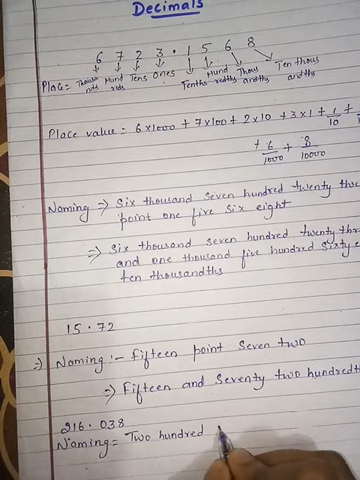 Decimals
6 7 2 3 . 1 5 6 8
Place = Thousands Hundreds Tens Ones Tenths Hundredths Thousandths Ten thousandths
Place value = 6×1000 + 7×100 + 2×10 + 3×1 + 1/10 +
+ 6/1000 + 8/10000
Naming => Six thousand seven hundred twenty three
point one five six eight
=> Six thousand seven hundred twenty three
and one thousand five hundred sixty
ten thousandths
15.72
=> Naming :- Fifteen point seven two
=> Fifteen and seventy two hundredth
216.038
Naming = Two hundred